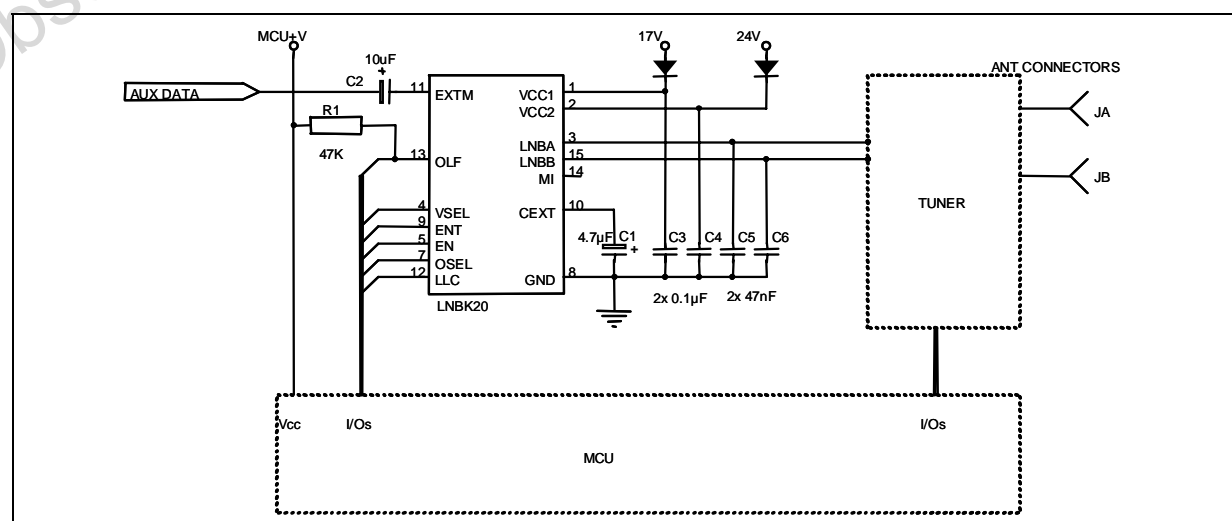 MCU+V
17V
24V
10uF
+
C2
ANT CONNECTORS
AUX DATA
11
EXTM
VCC1
1
VCC2
2
JA
R1
47K
LNBA
3
13
OLF
LNBB
15
MI
14
JB
TUNER
4
VSEL
CEXT
10
9
ENT
4.7µF
C1
+
C3
C4
C5
C6
5
EN
7
OSEL
12
LLC
GND
8
LNBK20
2x 0.1µF
2x 47nF
Vcc
I/Os
I/Os
MCU